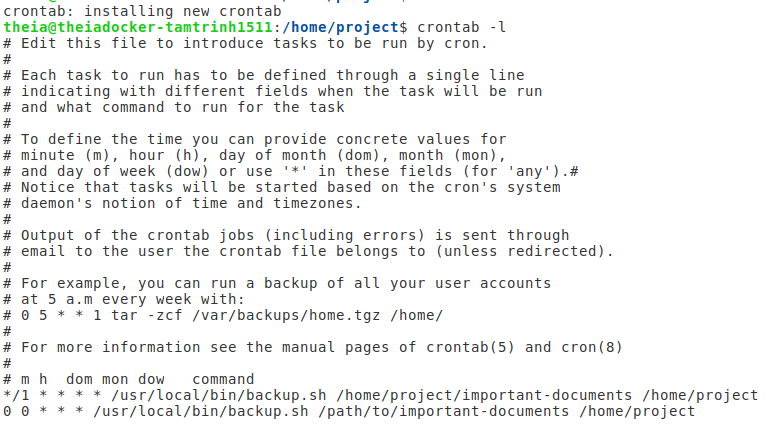 crontab: installing new crontab
theia@theiadocker-tamtrinh1511:/home/project$ crontab -l
# Edit this file to introduce tasks to be run by cron.
#
# Each task to run has to be defined through a single line
# indicating with different fields when the task will be run
# and what command to run for the task
#
# To define the time you can provide concrete values for
# minute (m), hour (h), day of month (dom), month (mon),
# and day of week (dow) or use '*' in these fields (for 'any').#
# Notice that tasks will be started based on the cron's system
# daemon's notion of time and timezones.
#
# Output of the crontab jobs (including errors) is sent through
# email to the user the crontab file belongs to (unless redirected).
#
# For example, you can run a backup of all your user accounts
# at 5 a.m every week with:
# 0 5 * * 1 tar -zcf /var/backups/home.tgz /home/
#
# For more information see the manual pages of crontab(5) and cron(8)
#
# m h  dom mon dow   command
*/1 * * * * /usr/local/bin/backup.sh /home/project/important-documents /home/project
0 0 * * * /usr/local/bin/backup.sh /path/to/important-documents /home/project